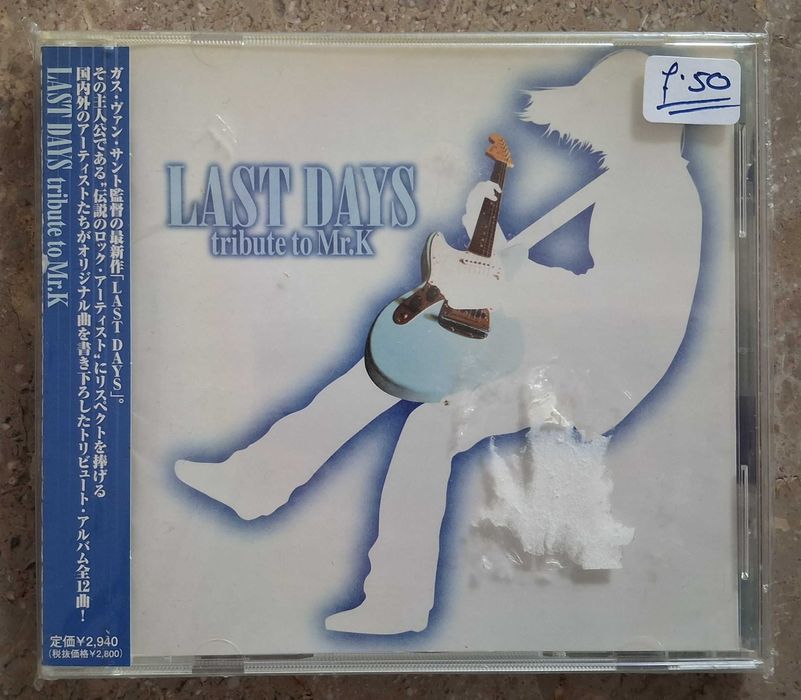 ガス・ヴァン・サント監督の最新作「LAST DAYS」。
その主人公である"伝説のロック・アーティスト"にリスペクトを捧げる
国内外のアーティストたちがオリジナル曲を書き下ろしたトリビュート・アルバム全12曲!
LAST DAYS tribute to Mr.K
定価¥2,940
(税抜価格¥2,800)
LAST DAYS
tribute to Mr.K
7.50